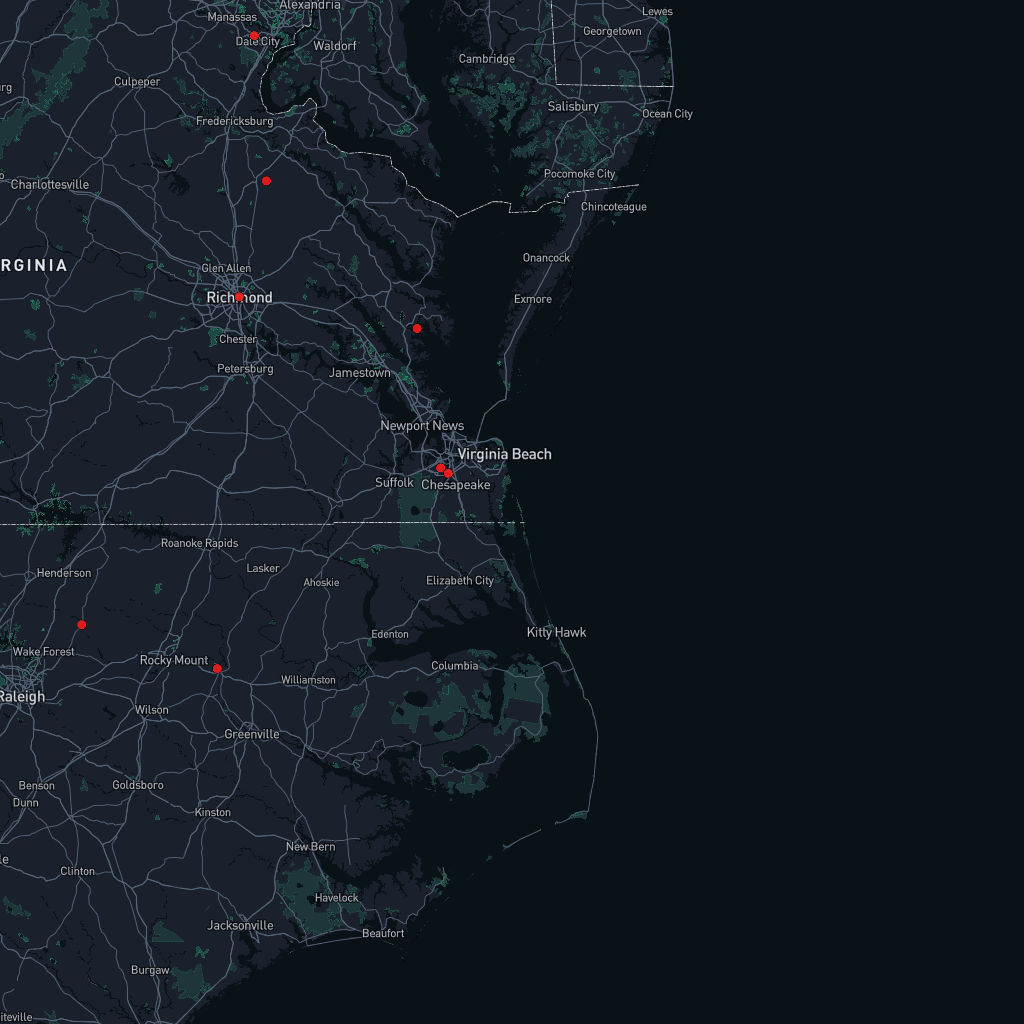 Alexandria
Lewes
Manassas
Georgetown
Dale City
Waldorf
Cambridge
Culpeper
rg
Salisbury
Ocean City
Fredericksburg
Pocomoke City
o
Charlottesville
Chincoteague
Onancock
RGINIA
Glen Allen
Richmond
Exmore
Chester
Petersburg
Jamestown
Newport News
Virginia Beach
Suffolk
Chesapeake
Roanoke Rapids
Lasker
Henderson
Ahoskie
Elizabeth City
Edenton
Kitty Hawk
Wake Forest
Rocky Mount
Columbia
Williamston
Raleigh
Wilson
Greenville
Benson
Goldsboro
Dunn
Kinston
New Bern
le
Clinton
Havelock
Jacksonville
Beaufort
Burgaw
iteville